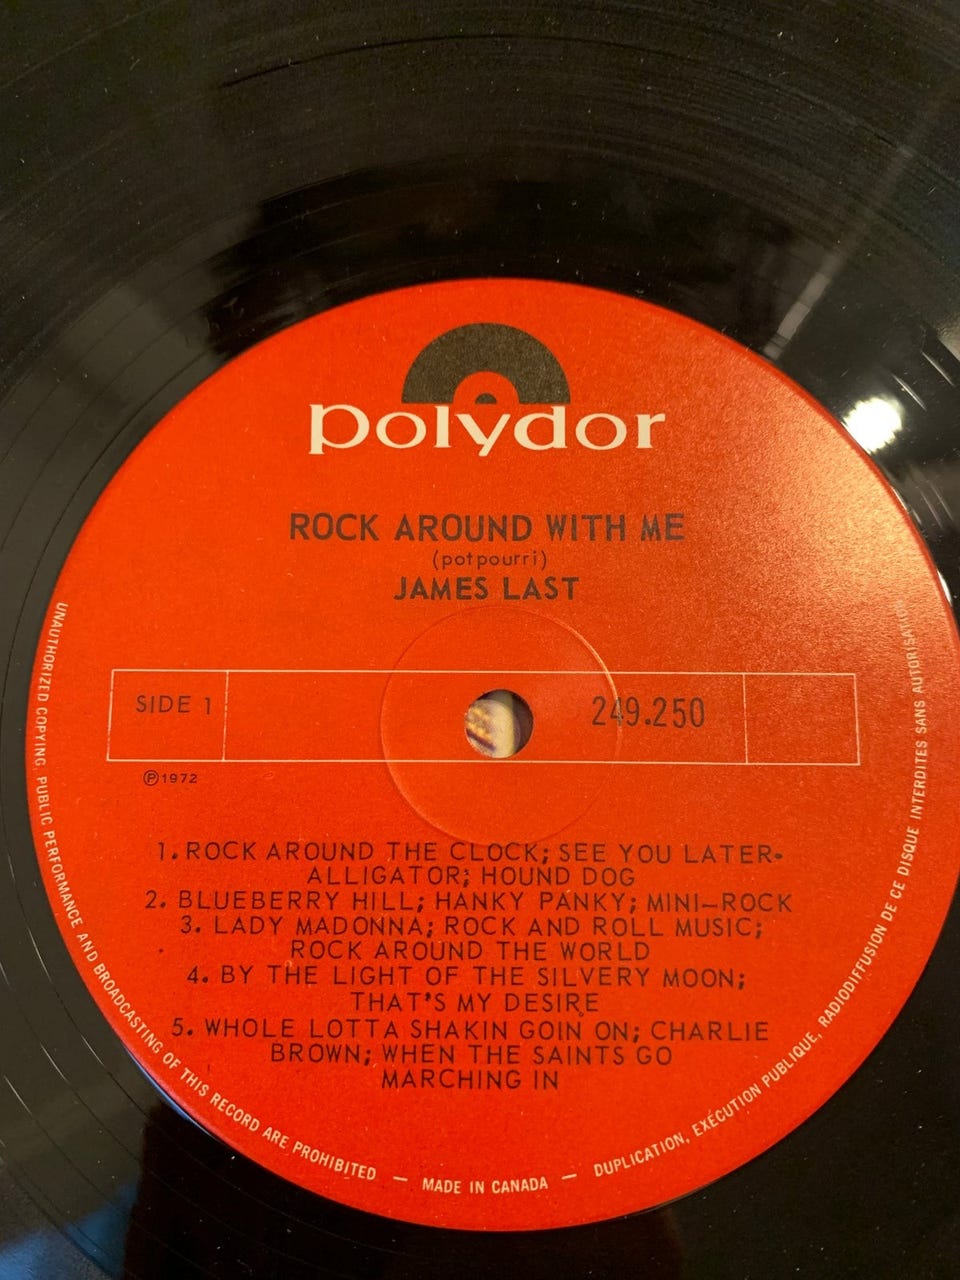 polydor
ROCK AROUND WITH ME
(potpourri)
JAMES LAST
SIDE 1
249.250
Ⓟ1972
1. ROCK AROUND THE CLOCK; SEE YOU LATER-
ALLIGATOR; HOUND DOG
2. BLUEBERRY HILL; HANKY PANKY; MINI-ROCK
3. LADY MADONNA; ROCK AND ROLL MUSIC;
ROCK AROUND THE WORLD
4. BY THE LIGHT OF THE SILVERY MOON;
THAT'S MY DESIRE
5. WHOLE LOTTA SHAKIN GOIN ON; CHARLIE
BROWN; WHEN THE SAINTS GO
MARCHING IN
UNAUTHORIZED COPYING, PUBLIC PERFORMANCE AND BROADCASTING OF THIS RECORD ARE PROHIBITED — MADE IN CANADA — DUPLICATION, EXÉCUTION PUBLIQUE, RADIODIFFUSION DE CE DISQUE INTERDITES SANS AUTORISATION